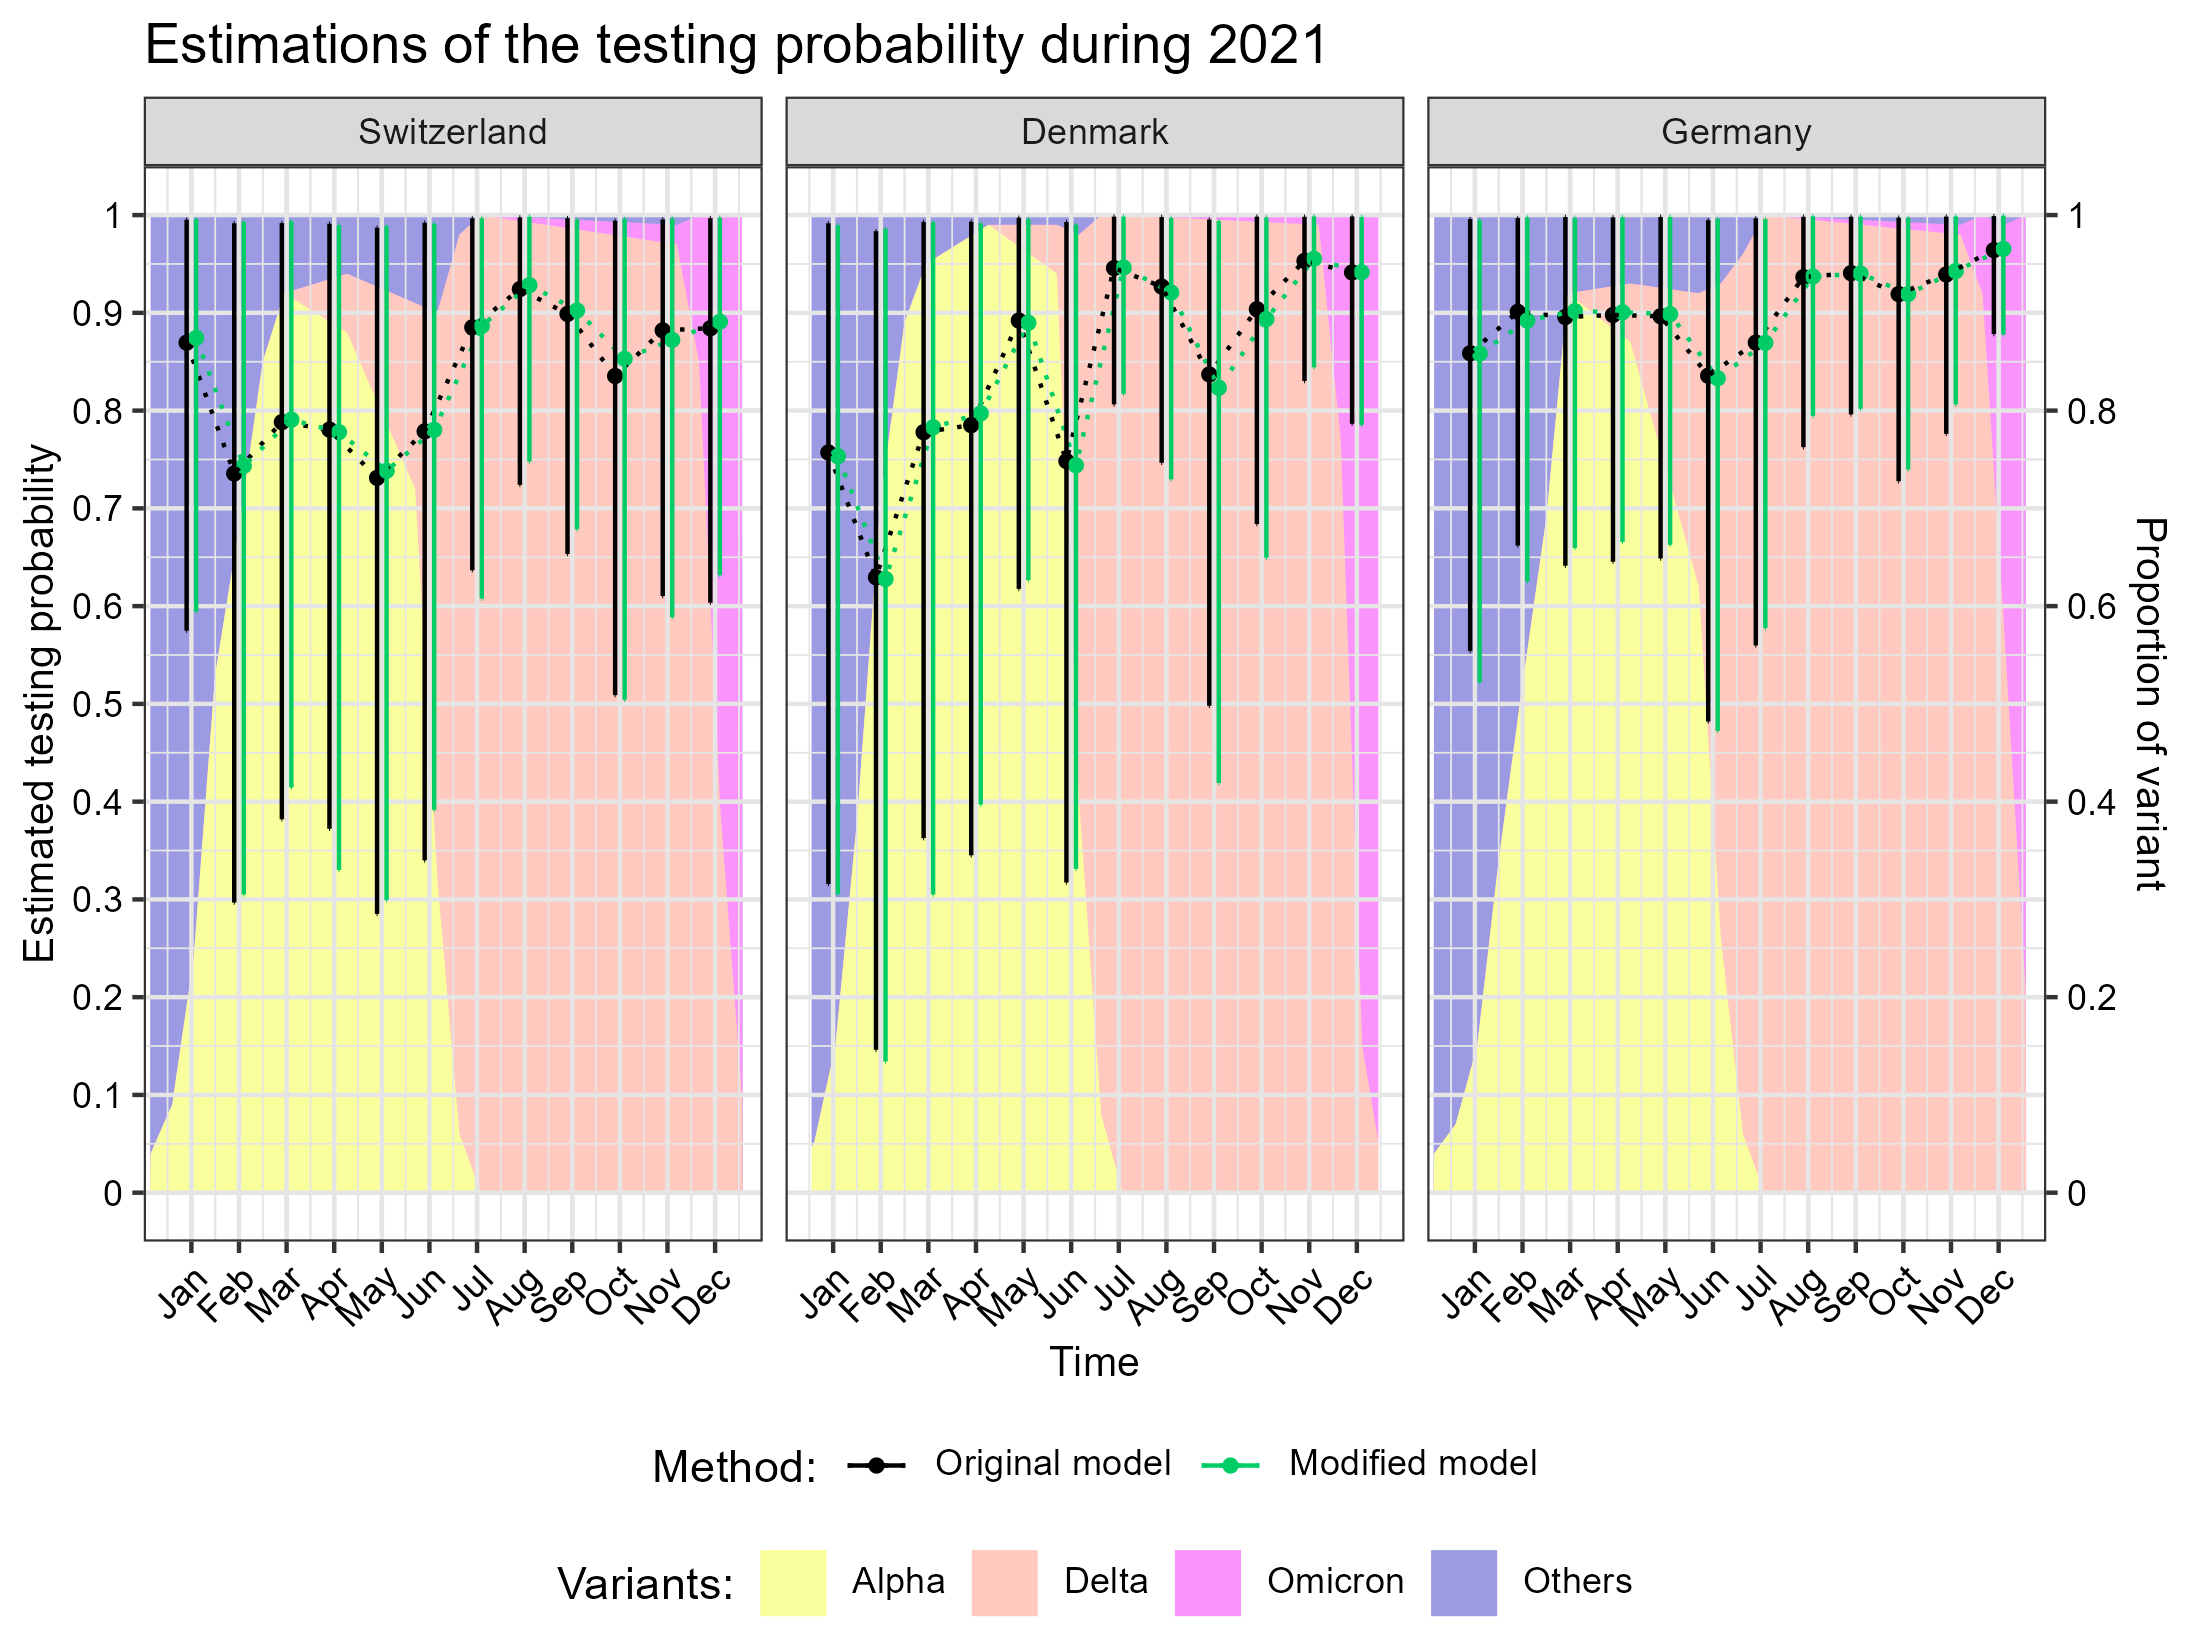 Estimations of the testing probability during 2021
Switzerland Denmark Germany
Estimated testing probability
1
0.9
0.8
0.7
0.6
0.5
0.4
0.3
0.2
0.1
0
1
0.8
0.6
0.4
0.2
0
Proportion of variant
Jan Feb Mar Apr May Jun Jul Aug Sep Oct Nov Dec
Jan Feb Mar Apr May Jun Jul Aug Sep Oct Nov Dec
Jan Feb Mar Apr May Jun Jul Aug Sep Oct Nov Dec
Time
Method: Original model Modified model
Variants: Alpha Delta Omicron Others